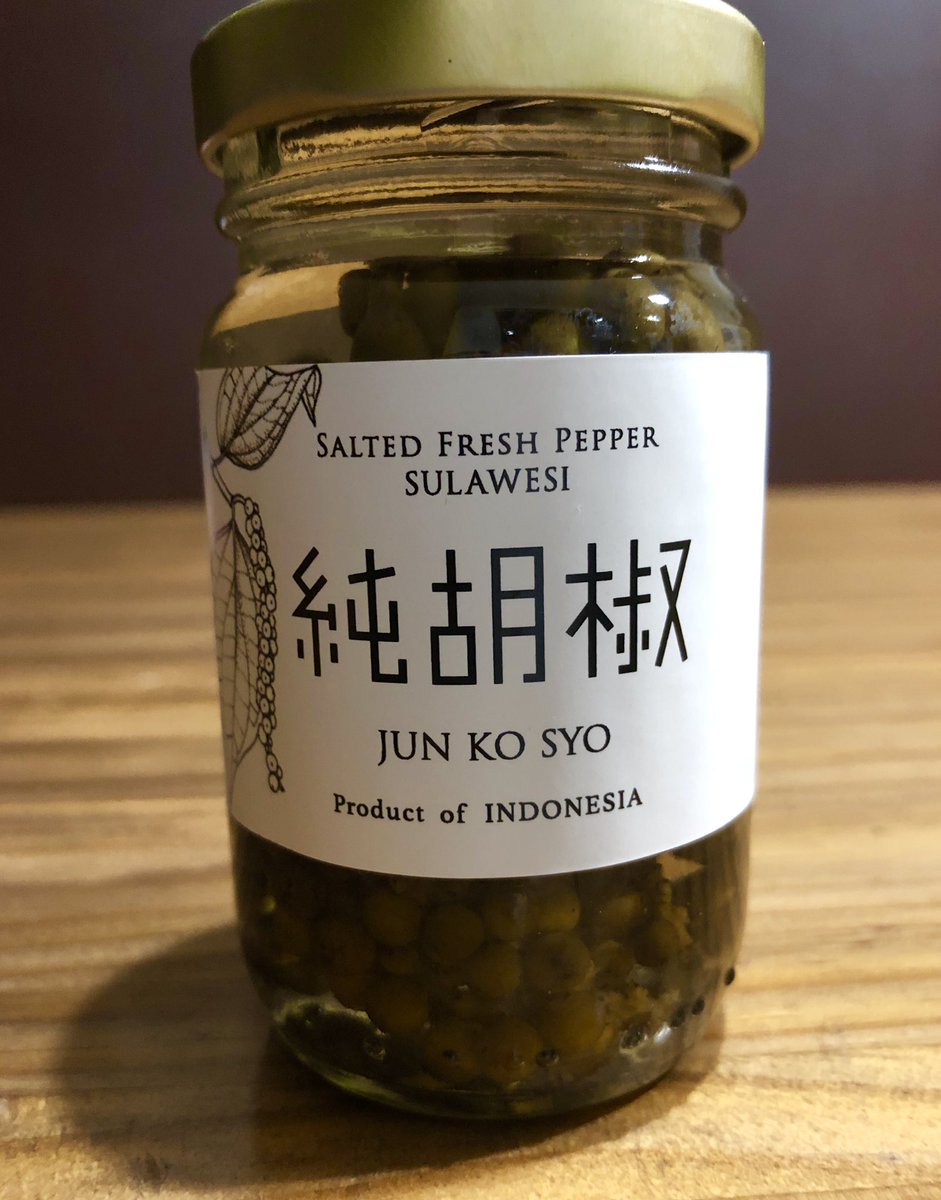 SALTED FRESH PEPPER
SULAWESI
純胡椒
JUN KO SYO
Product of INDONESIA